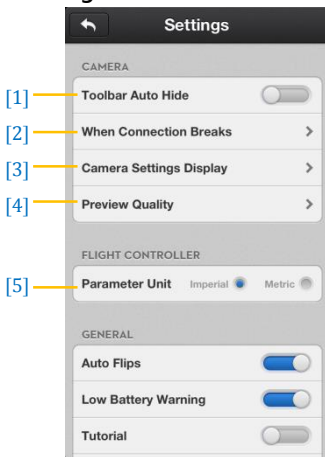 Settings
CAMERA
[1] Toolbar Auto Hide
[2] When Connection Breaks
[3] Camera Settings Display
[4] Preview Quality
FLIGHT CONTROLLER
[5] Parameter Unit Imperial Metric
GENERAL
Auto Flips
Low Battery Warning
Tutorial